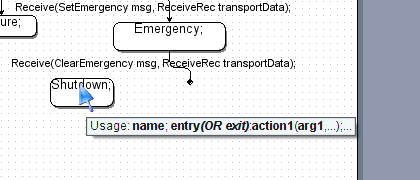 Receive(SetEmergency msg, ReceiveRec transportData);
ure;
Emergency;
Receive(ClearEmergency msg, ReceiveRec transportData);
Shutdown;
Usage: name; entry(OR exit):action1(arg1,...);...